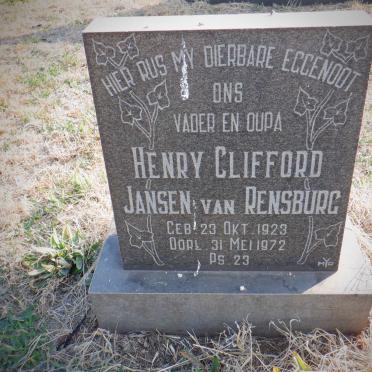 HIER RUS MY DIERBARE EGGENOOT
ONS
VADER EN OUPA
HENRY CLIFFORD
JANSEN VAN RENSBURG
GEB. 23 OKT. 1923
OORL. 31 MEI 1972
PS. 23